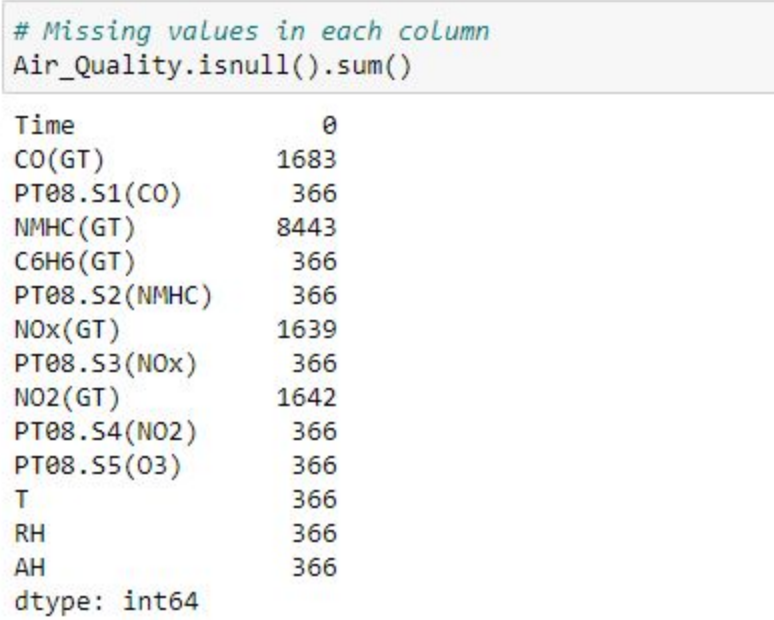 # Missing values in each column
Air_Quality.isnull().sum()
Time 0
CO(GT) 1683
PT08.S1(CO) 366
NMHC(GT) 8443
C6H6(GT) 366
PT08.S2(NMHC) 366
NOx(GT) 1639
PT08.S3(NOx) 366
NO2(GT) 1642
PT08.S4(NO2) 366
PT08.S5(O3) 366
T 366
RH 366
AH 366
dtype: int64